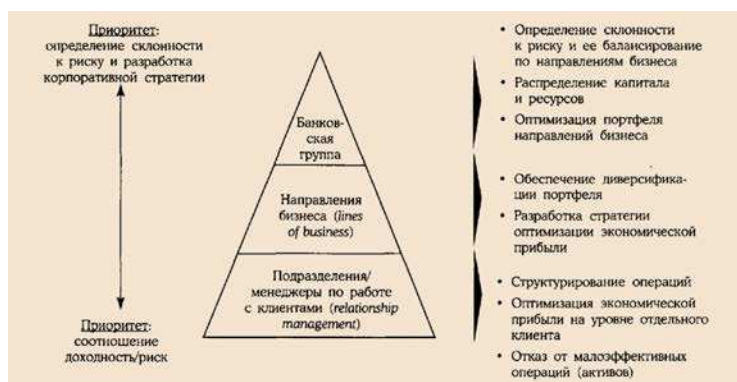 Приоритет:
определение склонности
к риску и разработка
корпоративной стратегии
Приоритет:
соотношение
доходность/риск
Банков-
ская
группа
Направления
бизнеса (lines
of business)
Подразделения/
менеджеры по работе
с клиентами (relationship
management)
• Определение склонности
к риску и ее балансирование
по направлениям бизнеса
• Распределение капитала
и ресурсов
• Оптимизация портфеля
направлений бизнеса
• Обеспечение диверсифика-
ции портфеля
• Разработка стратегии
оптимизации экономической
прибыли
• Структурирование операций
• Оптимизация экономической
прибыли на уровне отдельного
клиента
• Отказ от малоэффективных
операций (активов)